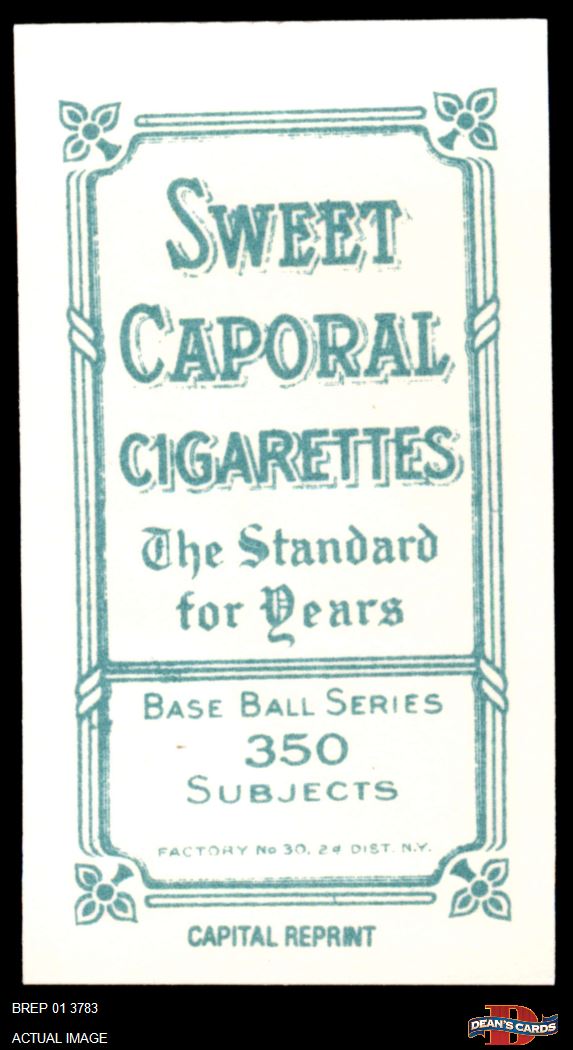 SWEET
CAPORAL
CIGARETTES
The Standard
for Years
BASE BALL SERIES
350
SUBJECTS
FACTORY No 30, 2d DIST. N.Y.
CAPITAL REPRINT
BREP 01 3783
ACTUAL IMAGE
D
DEAN'S CARDS